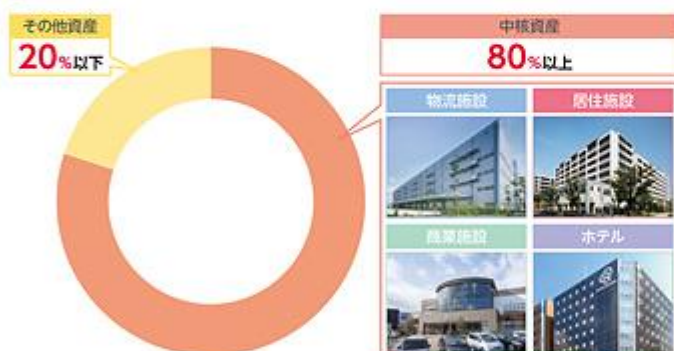 その他資産
20%以下
中核資産
80%以上
物流施設
居住施設
商業施設
ホテル